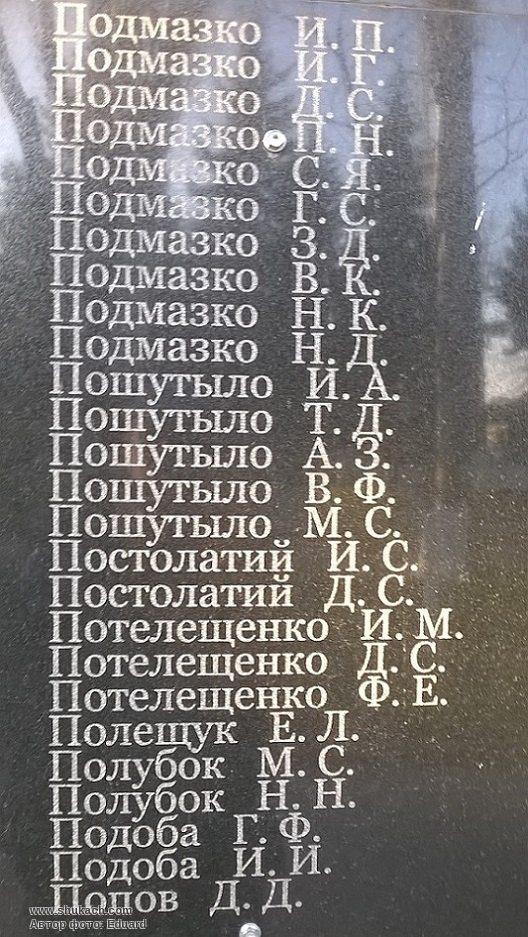 Подмазко И. П.
Подмазко И. Г.
Подмазко Д. С.
Подмазко П. Н.
Подмазко С. Я.
Подмазко Г. С.
Подмазко З. Д.
Подмазко В. К.
Подмазко Н. К.
Подмазко Н. Д.
Пошутыло И. А.
Пошутыло Т. Д.
Пошутыло А. З.
Пошутыло В. Ф.
Пошутыло М. С.
Постолатий И. С.
Постолатий Д. С.
Потелещенко И. М.
Потелещенко Д. С.
Потелещенко Ф. Е.
Полещук Е. Л.
Полубок М. С.
Полубок Н. Н.
Подоба Г. Ф.
Подоба И. И.
Попов Д. Д.
www.shukach.com
Автор фото: Eduard